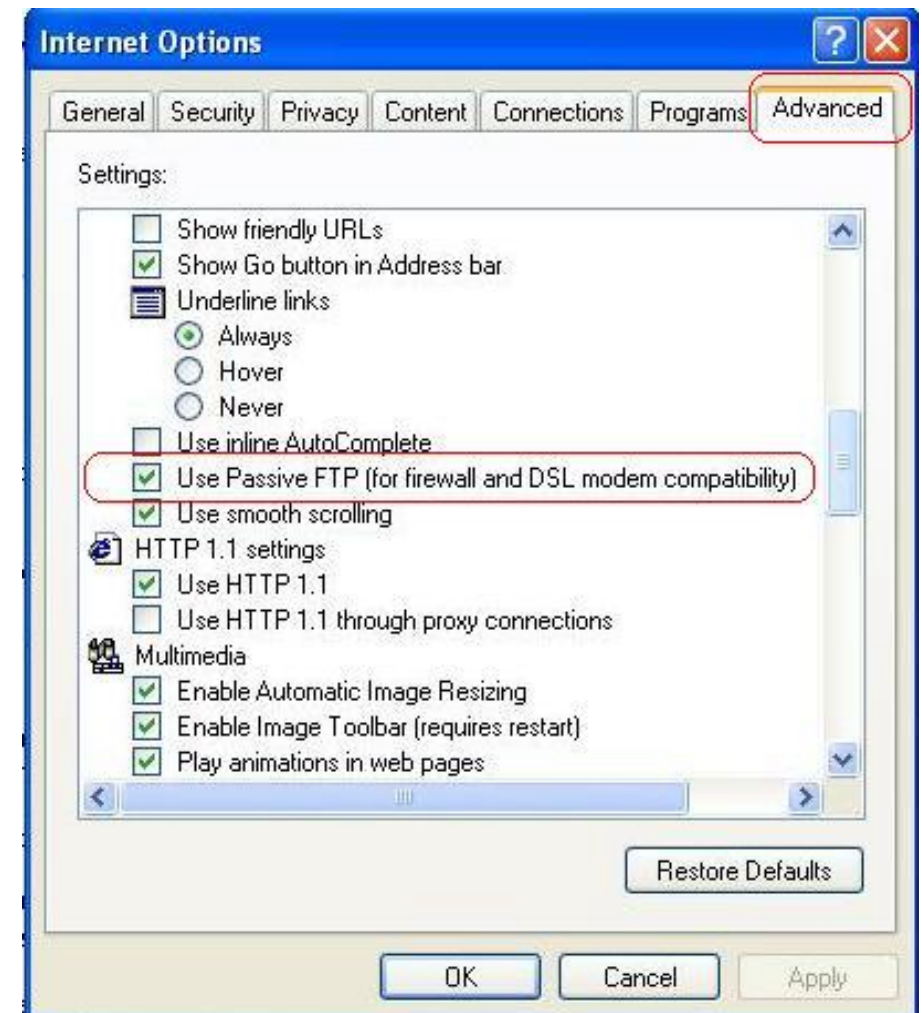 Internet Options
General Security Privacy Content Connections Programs Advanced
Settings:
Show friendly URLs
Show Go button in Address bar
Underline links
Always
Hover
Never
Use inline AutoComplete
Use Passive FTP (for firewall and DSL modem compatibility)
Use smooth scrolling
HTTP 1.1 settings
Use HTTP 1.1
Use HTTP 1.1 through proxy connections
Multimedia
Enable Automatic Image Resizing
Enable Image Toolbar (requires restart)
Play animations in web pages
Restore Defaults
OK Cancel Apply